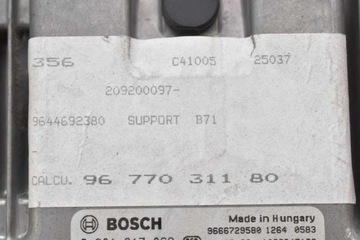 356 C41005 25037
209200097-
9644692380 SUPPORT B71
CALCU. 96 770 311 80
BOSCH
Made in Hungary
9666729580 1264 0583